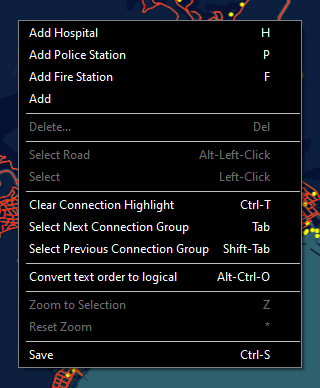 Add Hospital H
Add Police Station P
Add Fire Station F
Add
Delete... Del
Select Road Alt-Left-Click
Select Left-Click
Clear Connection Highlight Ctrl-T
Select Next Connection Group Tab
Select Previous Connection Group Shift-Tab
Convert text order to logical Alt-Ctrl-O
Zoom to Selection Z
Reset Zoom *
Save Ctrl-S